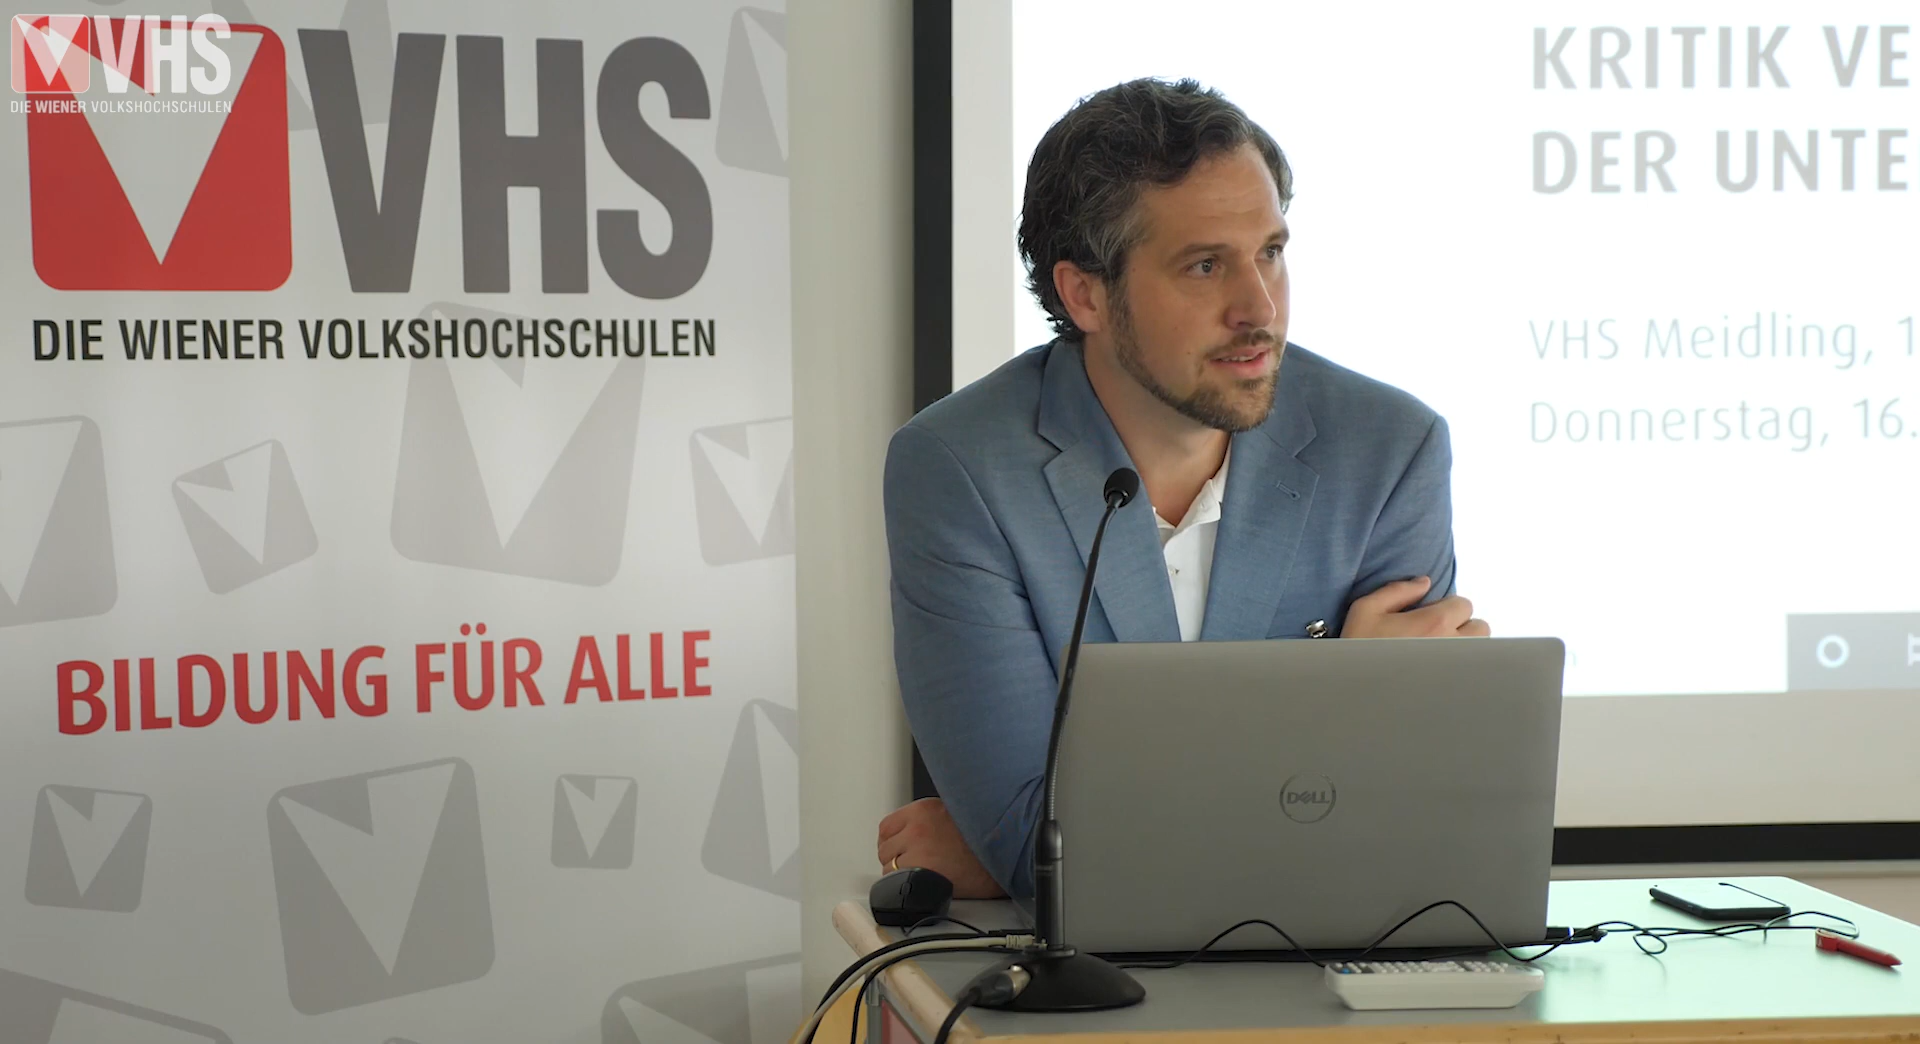 VHS
DIE WIENER VOLKSHOCHSCHULEN
VHS
DIE WIENER VOLKSHOCHSCHULEN
BILDUNG FÜR ALLE
KRITIK VE
DER UNTE
VHS Meidling, 1
Donnerstag, 16.
DELL